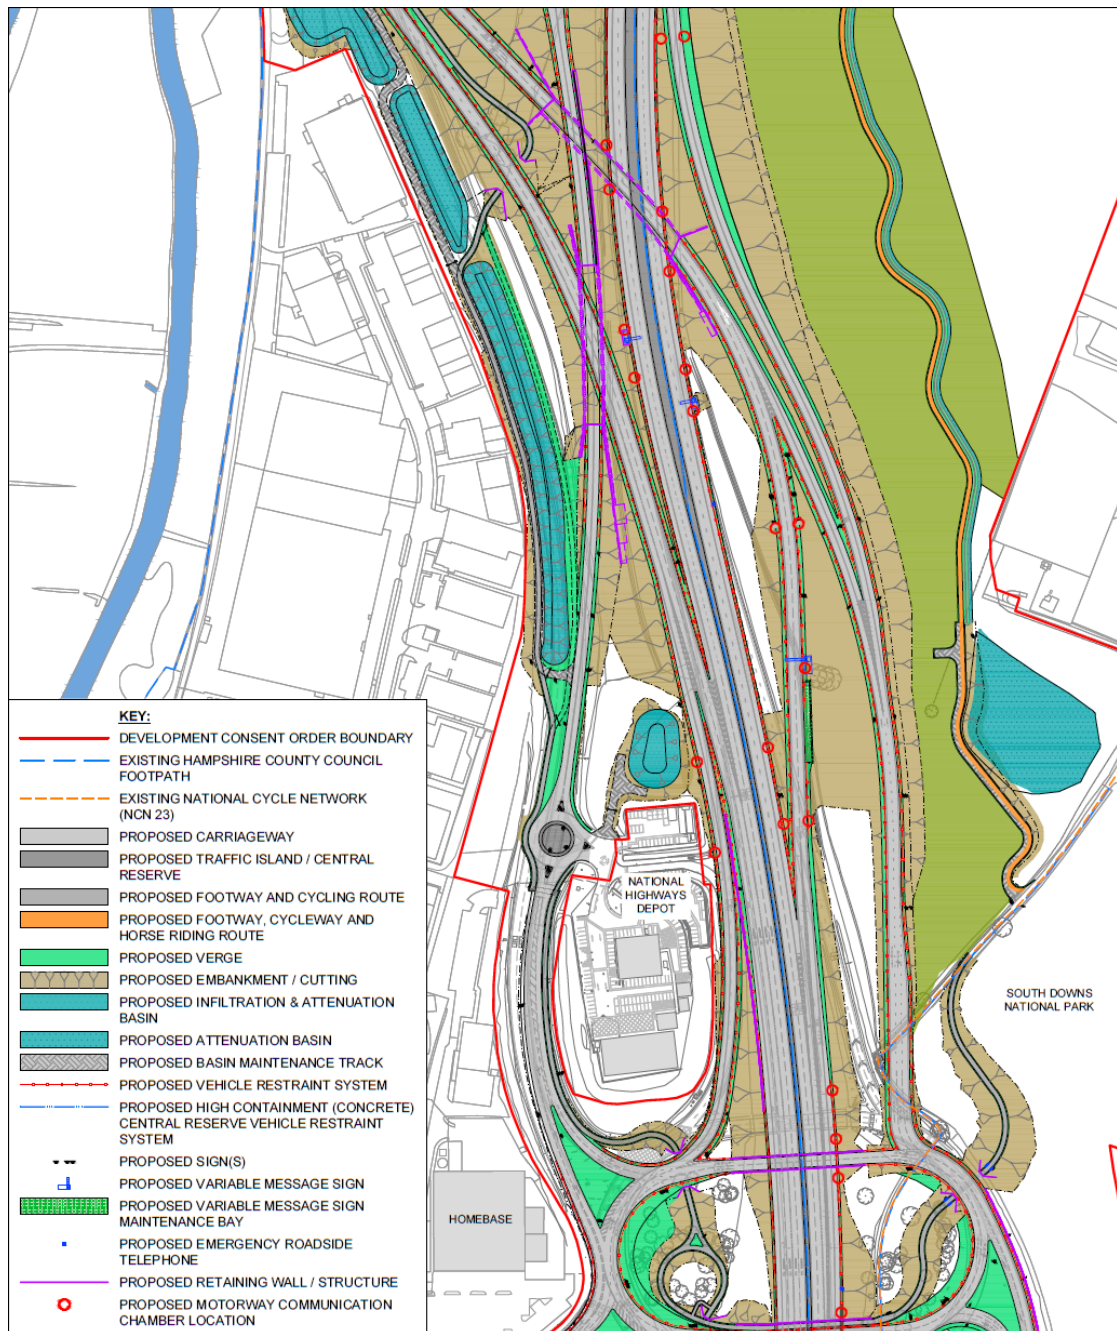 NATIONAL
HIGHWAYS
DEPOT
SOUTH DOWNS
NATIONAL PARK
HOMEBASE
KEY:
DEVELOPMENT CONSENT ORDER BOUNDARY
EXISTING HAMPSHIRE COUNTY COUNCIL
FOOTPATH
EXISTING NATIONAL CYCLE NETWORK
(NCN 23)
PROPOSED CARRIAGEWAY
PROPOSED TRAFFIC ISLAND / CENTRAL
RESERVE
PROPOSED FOOTWAY AND CYCLING ROUTE
PROPOSED FOOTWAY, CYCLEWAY AND
HORSE RIDING ROUTE
PROPOSED VERGE
PROPOSED EMBANKMENT / CUTTING
PROPOSED INFILTRATION & ATTENUATION
BASIN
PROPOSED ATTENUATION BASIN
PROPOSED BASIN MAINTENANCE TRACK
PROPOSED VEHICLE RESTRAINT SYSTEM
PROPOSED HIGH CONTAINMENT (CONCRETE)
CENTRAL RESERVE VEHICLE RESTRAINT
SYSTEM
PROPOSED SIGN(S)
PROPOSED VARIABLE MESSAGE SIGN
PROPOSED VARIABLE MESSAGE SIGN
MAINTENANCE BAY
PROPOSED EMERGENCY ROADSIDE
TELEPHONE
PROPOSED RETAINING WALL / STRUCTURE
PROPOSED MOTORWAY COMMUNICATION
CHAMBER LOCATION